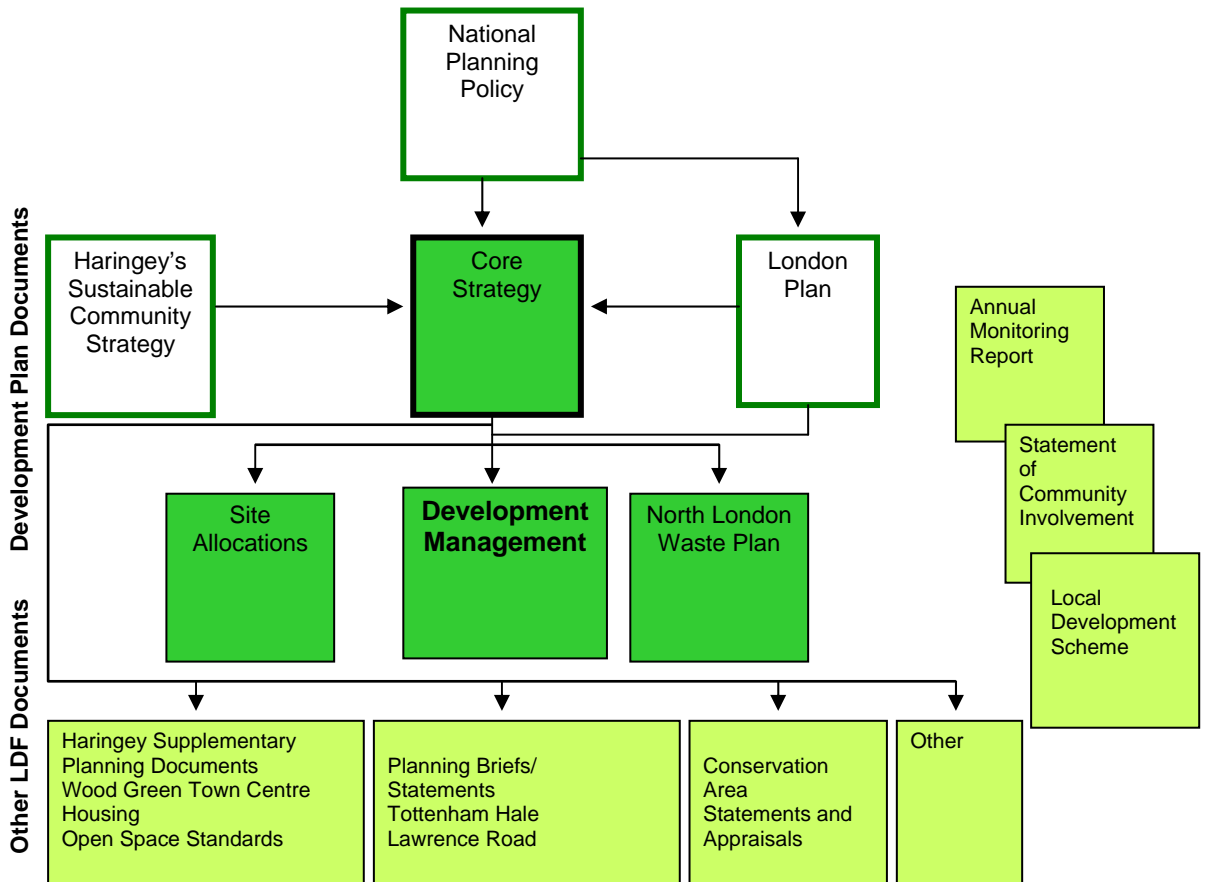 National
Planning
Policy
Development Plan Documents
Haringey's
Sustainable
Community
Strategy
Core
Strategy
London
Plan
Annual
Monitoring
Report
Statement
of
Community
Involvement
Local
Development
Scheme
Site
Allocations
Development
Management
North London
Waste Plan
Other LDF Documents
Haringey Supplementary
Planning Documents
Wood Green Town Centre
Housing
Open Space Standards
Planning Briefs/
Statements
Tottenham Hale
Lawrence Road
Conservation
Area
Statements and
Appraisals
Other